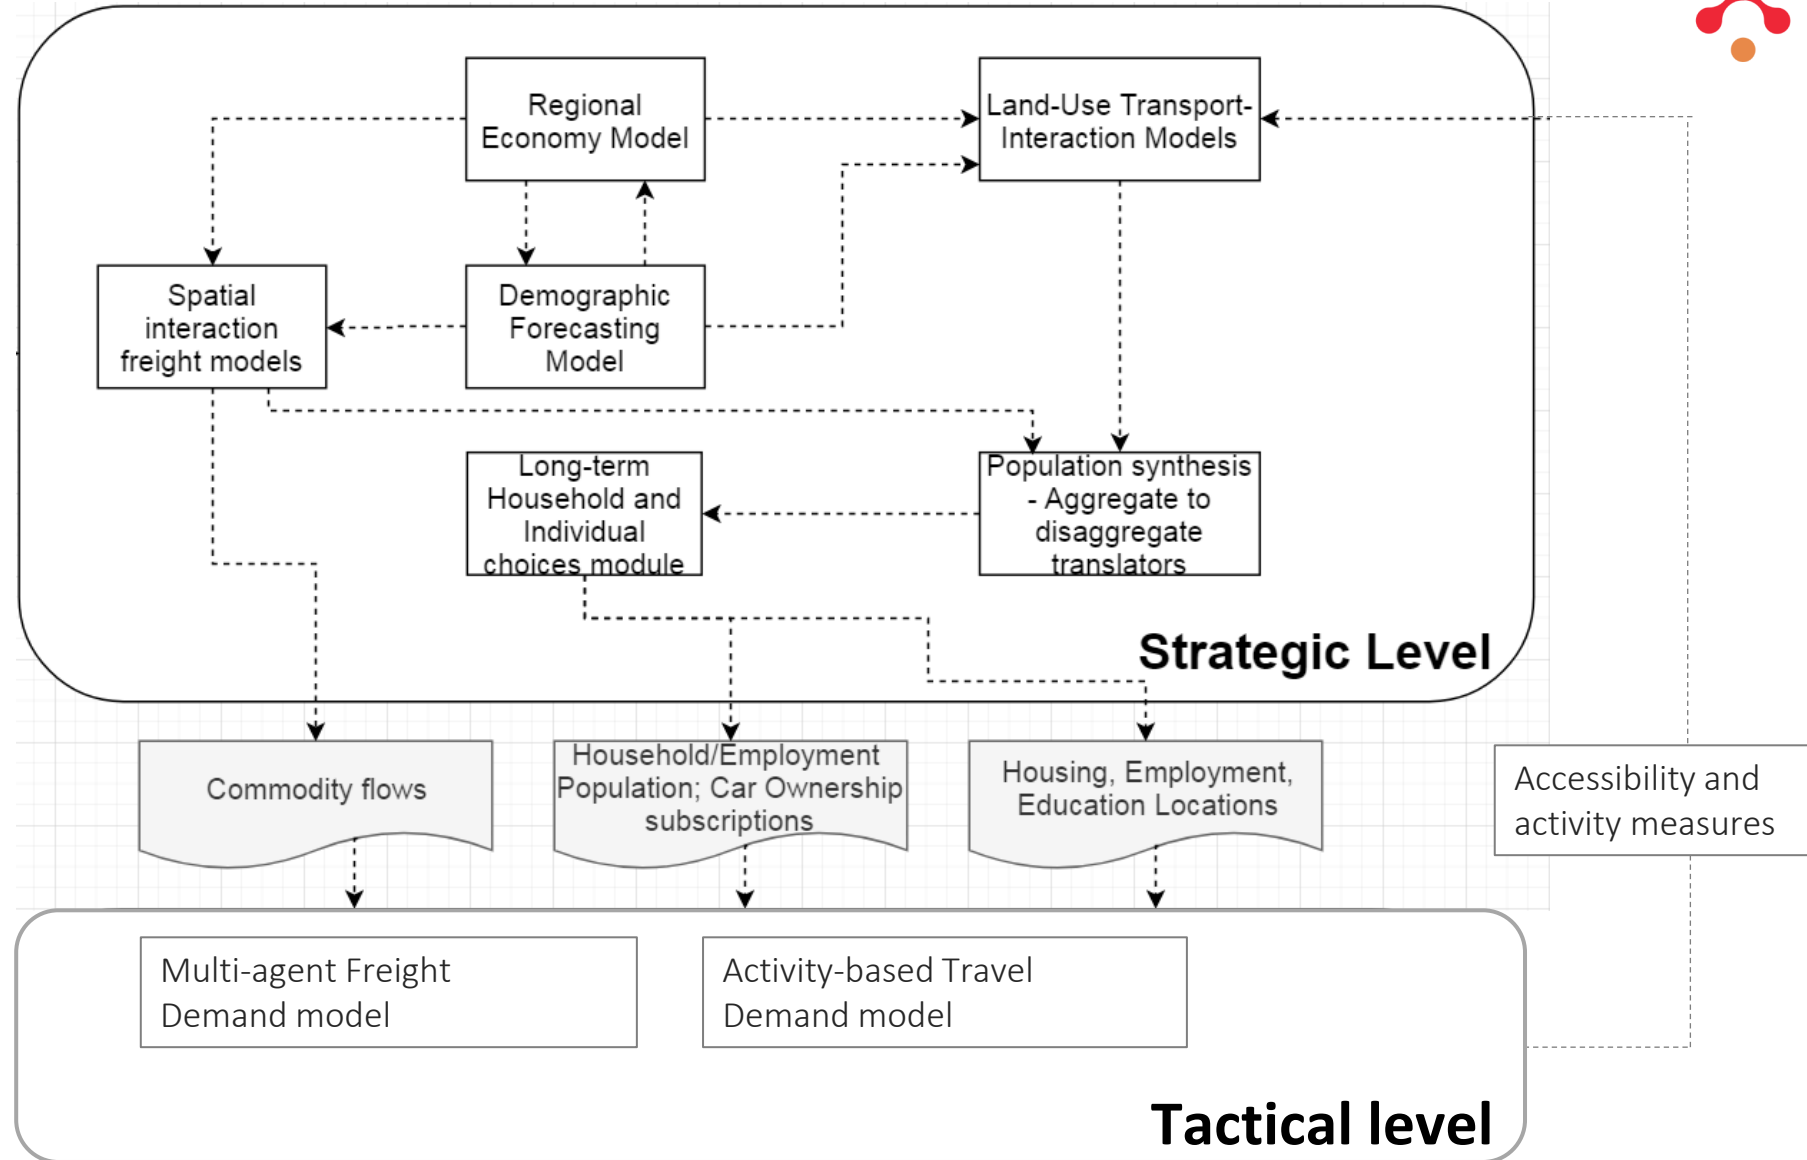 Regional
Economy Model
Land-Use Transport-
Interaction Models
Spatial
interaction
freight models
Demographic
Forecasting
Model
Long-term
Household and
Individual
choices module
Population synthesis
- Aggregate to
disaggregate
translators
Strategic Level
Commodity flows
Household/Employment
Population; Car Ownership
subscriptions
Housing, Employment,
Education Locations
Accessibility and
activity measures
Multi-agent Freight
Demand model
Activity-based Travel
Demand model
Tactical level